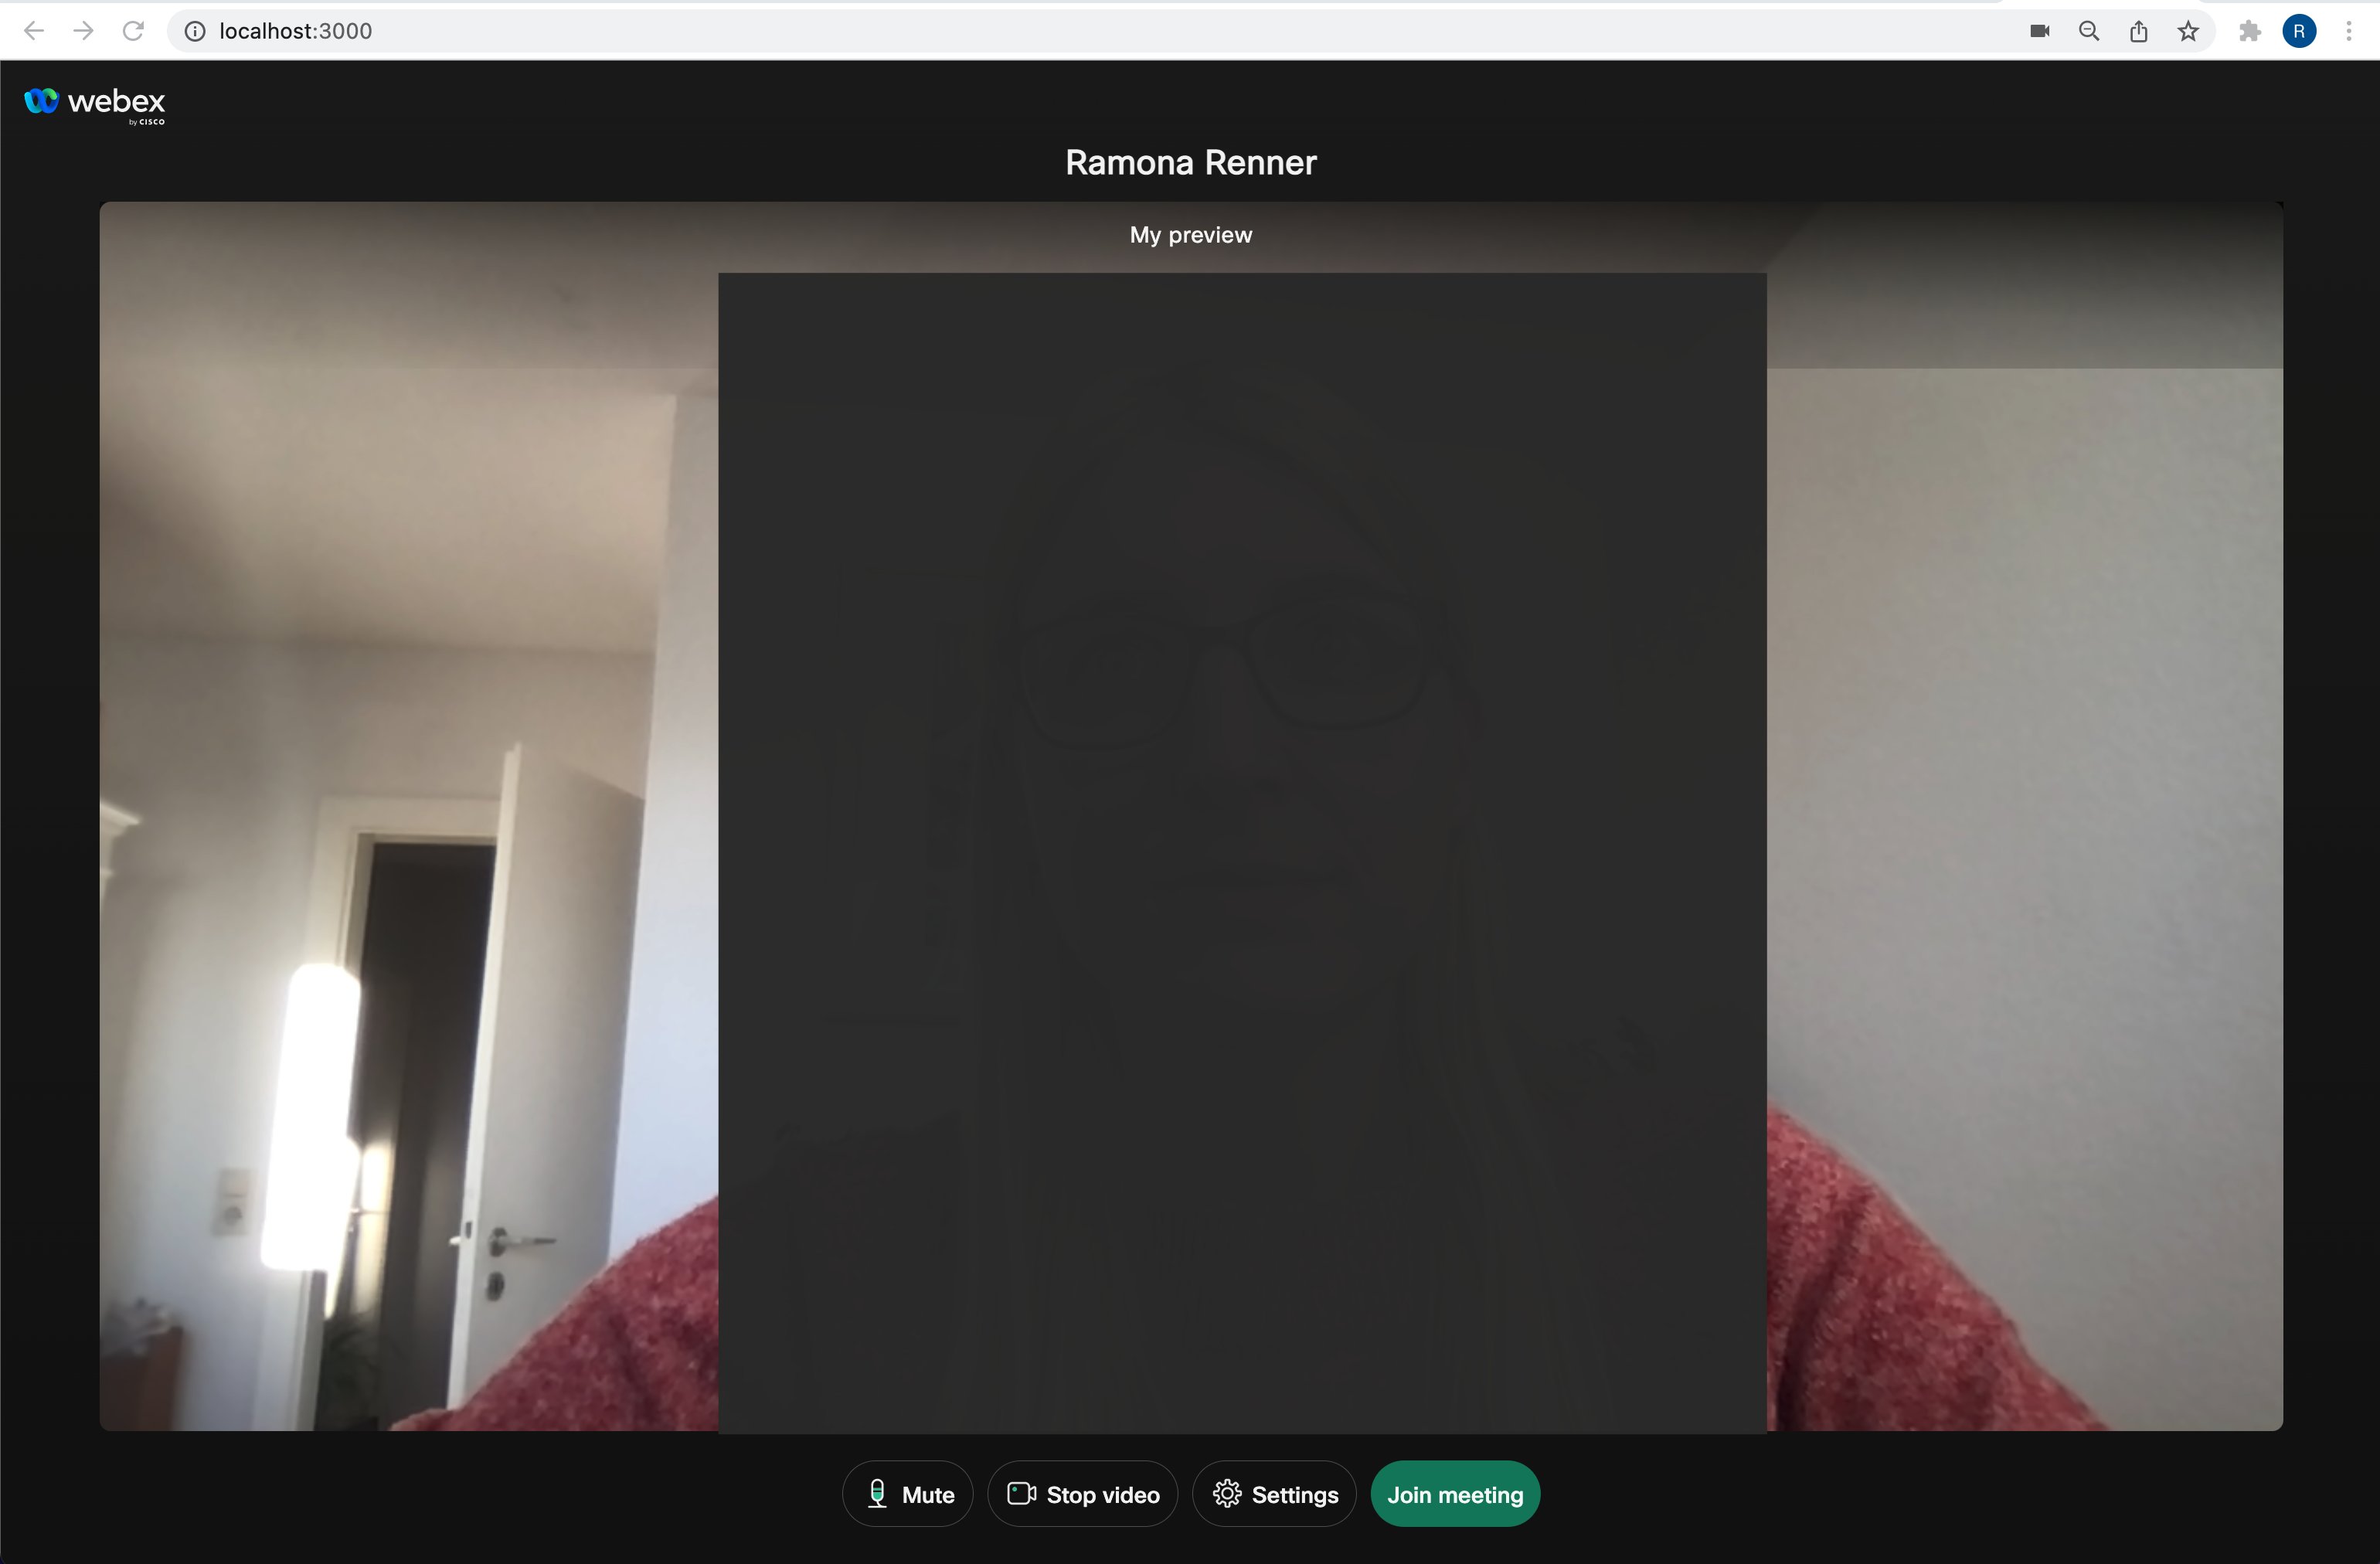 localhost:3000
R
webex
by CISCO
Ramona Renner
My preview
Mute
Stop video
Settings
Join meeting